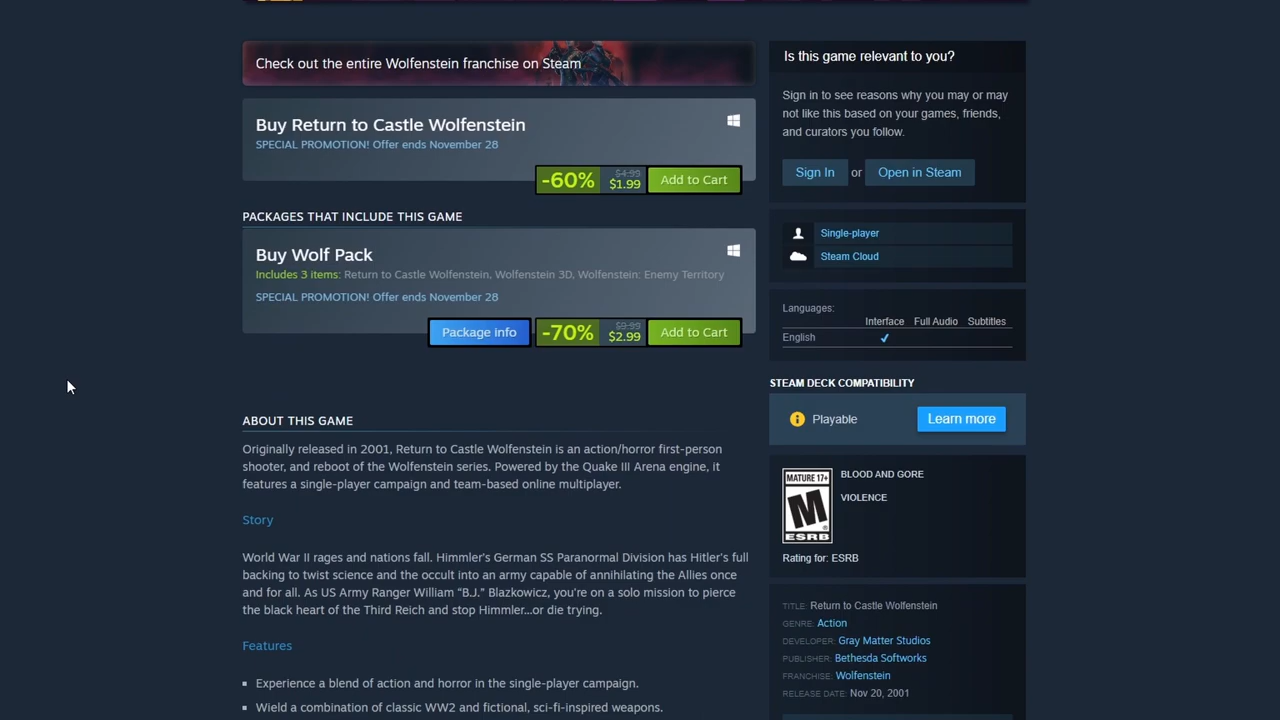 Check out the entire Wolfenstein franchise on Steam
Buy Return to Castle Wolfenstein
SPECIAL PROMOTION! Offer ends November 28
-60%
$4.99
$1.99
Add to Cart
PACKAGES THAT INCLUDE THIS GAME
Buy Wolf Pack
Includes 3 items: Return to Castle Wolfenstein, Wolfenstein 3D, Wolfenstein: Enemy Territory
SPECIAL PROMOTION! Offer ends November 28
Package info
-70%
$9.99
$2.99
Add to Cart
ABOUT THIS GAME
Originally released in 2001, Return to Castle Wolfenstein is an action/horror first-person
shooter, and reboot of the Wolfenstein series. Powered by the Quake III Arena engine, it
features a single-player campaign and team-based online multiplayer.
Story
World War II rages and nations fall. Himmler's German SS Paranormal Division has Hitler's full
backing to twist science and the occult into an army capable of annihilating the Allies once
and for all. As US Army Ranger William “B.J.” Blazkowicz, you're on a solo mission to pierce
the black heart of the Third Reich and stop Himmler…or die trying.
Features
Experience a blend of action and horror in the single-player campaign.
Wield a combination of classic WW2 and fictional, sci-fi-inspired weapons.
Is this game relevant to you?
Sign in to see reasons why you may or may
not like this based on your games, friends,
and curators you follow.
Sign In or Open in Steam
Single-player
Steam Cloud
Languages:
Interface Full Audio Subtitles
English ✔
STEAM DECK COMPATIBILITY
Playable
Learn more
MATURE 17+
M
ESRB
BLOOD AND GORE
VIOLENCE
Rating for: ESRB
TITLE: Return to Castle Wolfenstein
GENRE: Action
DEVELOPER: Gray Matter Studios
PUBLISHER: Bethesda Softworks
FRANCHISE: Wolfenstein
RELEASE DATE: Nov 20, 2001